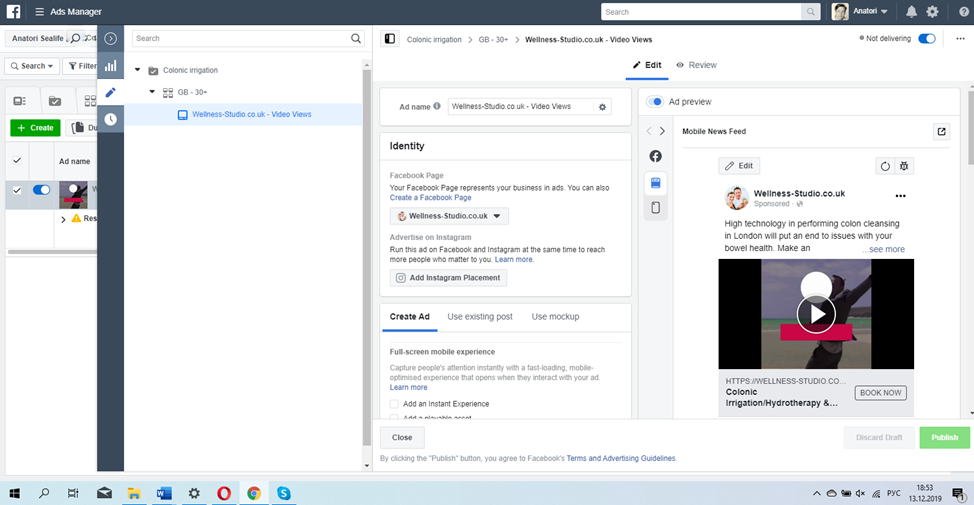 Ads Manager
Search
Anatori
Anatori Sealife
Search
Filter
Create
Ad name
Search
Colonic irrigation
GB - 30+
Wellness-Studio.co.uk - Video Views
Colonic irrigation > GB - 30+ > Wellness-Studio.co.uk - Video Views
Not delivering
Edit
Review
Ad name
Wellness-Studio.co.uk - Video Views
Identity
Facebook Page
Your Facebook Page represents your business in ads. You can also
Create a Facebook Page
Wellness-Studio.co.uk
Advertise on Instagram
Run this ad on Facebook and Instagram at the same time to reach
more people who matter to you. Learn more.
Add Instagram Placement
Create Ad
Use existing post
Use mockup
Full-screen mobile experience
Capture people's attention instantly with a fast-loading, mobile-
optimised experience that opens when they interact with your ad.
Learn more
Add an Instant Experience
Add a playable asset
Ad preview
Mobile News Feed
Edit
Wellness-Studio.co.uk
Sponsored ·
High technology in performing colon cleansing
in London will put an end to issues with your
bowel health. Make an ...see more
HTTPS://WELLNESS-STUDIO.CO...
Colonic
Irrigation/Hydrotherapy &...
BOOK NOW
Close
Discard Draft
Publish
By clicking the "Publish" button, you agree to Facebook's Terms and Advertising Guidelines.
РУС
18:53
13.12.2019